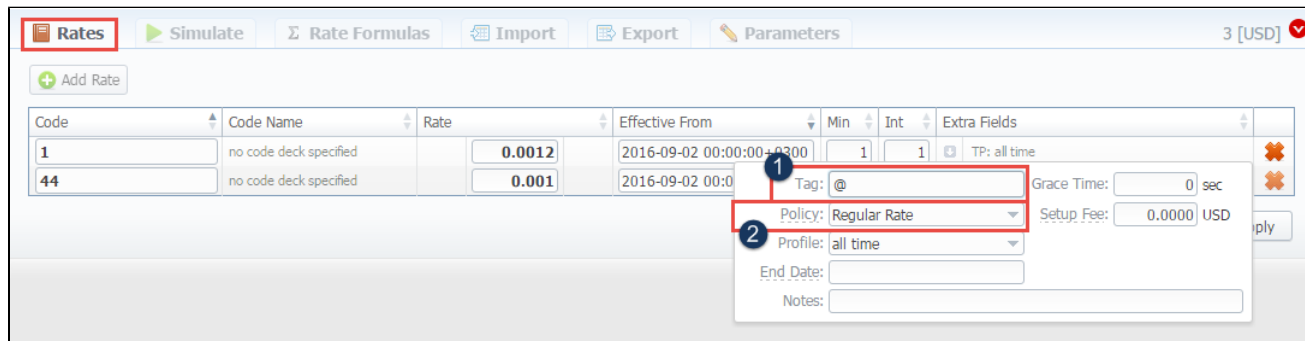 Rates Simulate Σ Rate Formulas Import Export Parameters 3 [USD]
Add Rate
Code Code Name Rate Effective From Min Int Extra Fields
1 no code deck specified 0.0012 2016-09-02 00:00:00+0300 1 1 TP: all time
44 no code deck specified 0.001 2016-09-02 00:0
1 Tag: @ Grace Time: 0 sec
Policy: Regular Rate Setup Fee: 0.0000 USD
2 Profile: all time
End Date:
Notes:
pply